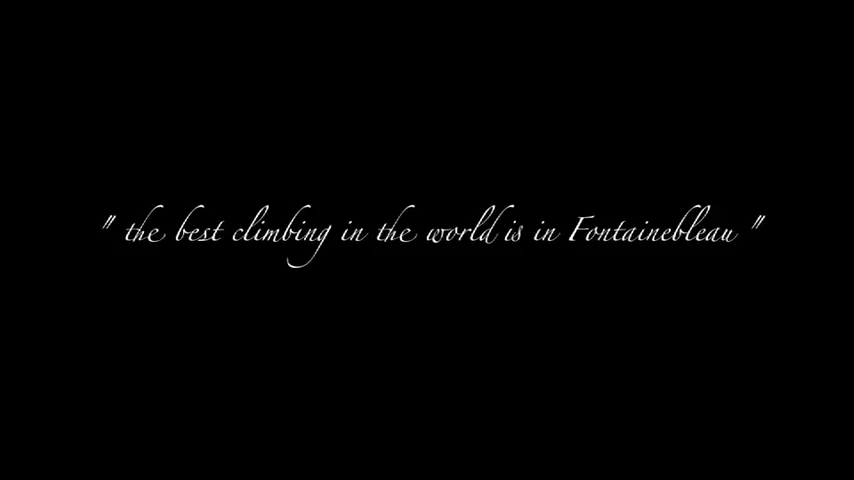 " the best climbing in the world is in Fontainebleau "